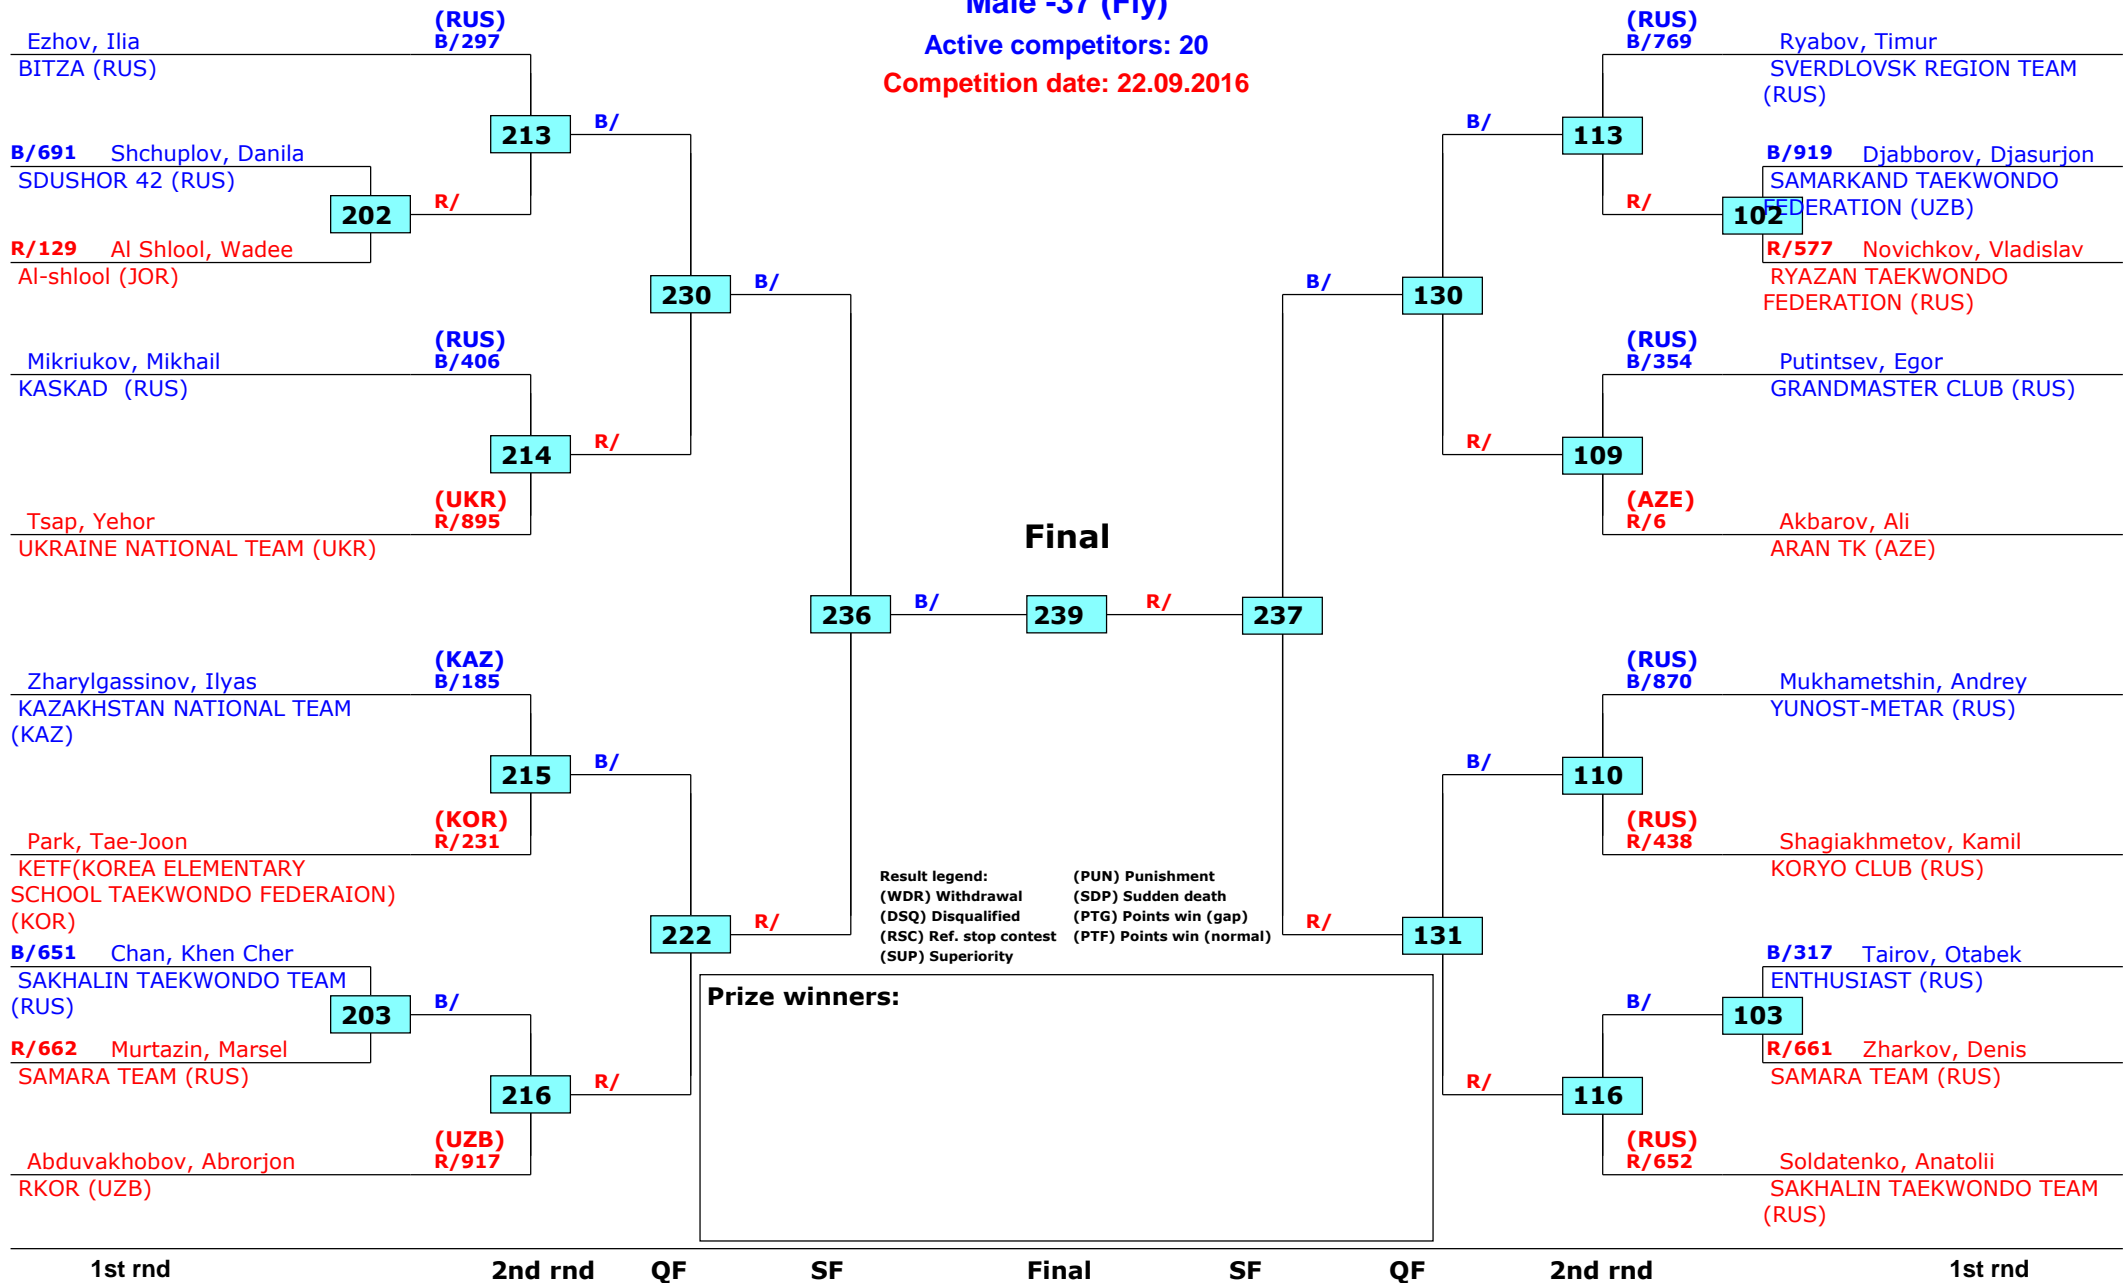 Male -37 (Fly)
Active competitors: 20
Competition date: 22.09.2016
(RUS)
Ezhov, Ilia B/297
BITZA (RUS)
213
B/
B/691 Shchuplov, Danila
SDUSHOR 42 (RUS)
202
R/
R/129 Al Shlool, Wadee
Al-shlool (JOR)
230
B/
(RUS)
Mikriukov, Mikhail B/406
KASKAD (RUS)
214
R/
(UKR)
Tsap, Yehor R/895
UKRAINE NATIONAL TEAM (UKR)
236
B/
(KAZ)
Zharylgassinov, Ilyas B/185
KAZAKHSTAN NATIONAL TEAM
(KAZ)
215
B/
(KOR)
Park, Tae-Joon R/231
KETF(KOREA ELEMENTARY
SCHOOL TAEKWONDO FEDERAION)
(KOR)
222
R/
B/651 Chan, Khen Cher
SAKHALIN TAEKWONDO TEAM
(RUS)
203
B/
R/662 Murtazin, Marsel
SAMARA TEAM (RUS)
216
R/
(UZB)
Abduvakhobov, Abrorjon R/917
RKOR (UZB)
Final
239
R/
237
(RUS)
B/769 Ryabov, Timur
SVERDLOVSK REGION TEAM
(RUS)
B/
113
B/919 Djabborov, Djasurjon
SAMARKAND TAEKWONDO
FEDERATION (UZB)
R/
102
R/577 Novichkov, Vladislav
RYAZAN TAEKWONDO
FEDERATION (RUS)
B/
130
(RUS)
B/354 Putintsev, Egor
GRANDMASTER CLUB (RUS)
R/
109
(AZE)
R/6 Akbarov, Ali
ARAN TK (AZE)
(RUS)
B/870 Mukhametshin, Andrey
YUNOST-METAR (RUS)
B/
110
(RUS)
R/438 Shagiakhmetov, Kamil
KORYO CLUB (RUS)
R/
131
B/317 Tairov, Otabek
ENTHUSIAST (RUS)
B/
103
R/661 Zharkov, Denis
SAMARA TEAM (RUS)
R/
116
(RUS)
R/652 Soldatenko, Anatolii
SAKHALIN TAEKWONDO TEAM
(RUS)
Result legend: (PUN) Punishment
(WDR) Withdrawal (SDP) Sudden death
(DSQ) Disqualified (PTG) Points win (gap)
(RSC) Ref. stop contest (PTF) Points win (normal)
(SUP) Superiority
Prize winners:
1st rnd 2nd rnd QF SF Final SF QF 2nd rnd 1st rnd